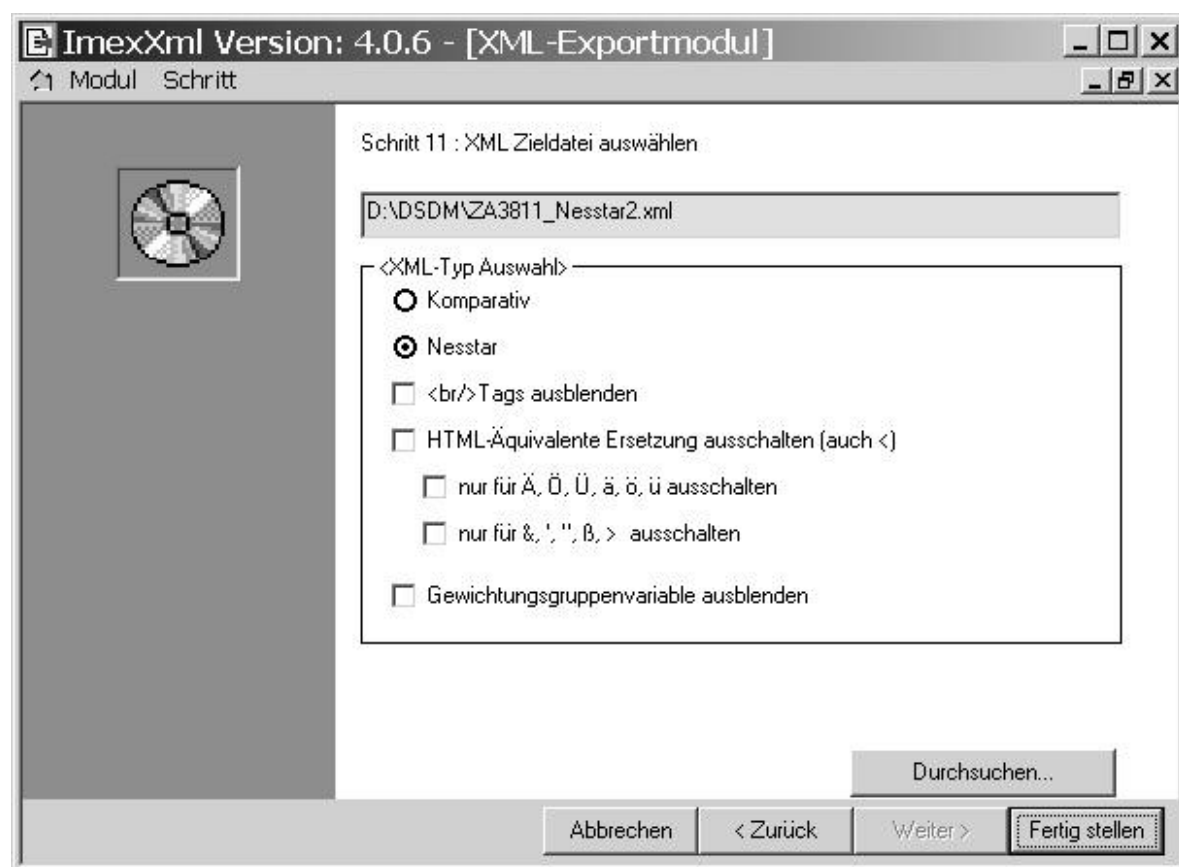 ImexXml Version: 4.0.6 - [XML-Exportmodul]
Modul Schritt
Schritt 11 : XML Zieldatei auswählen
D:\DSDM\ZA3811_Nesstar2.xml
<XML-Typ Auswahl>
Komparativ
Nesstar
<br/>Tags ausblenden
HTML-Äquivalente Ersetzung ausschalten (auch <)
nur für Ä, Ö, Ü, ä, ö, ü ausschalten
nur für &, ', ", ß, > ausschalten
Gewichtungsgruppenvariable ausblenden
Durchsuchen...
Abbrechen < Zurück Weiter > Fertig stellen